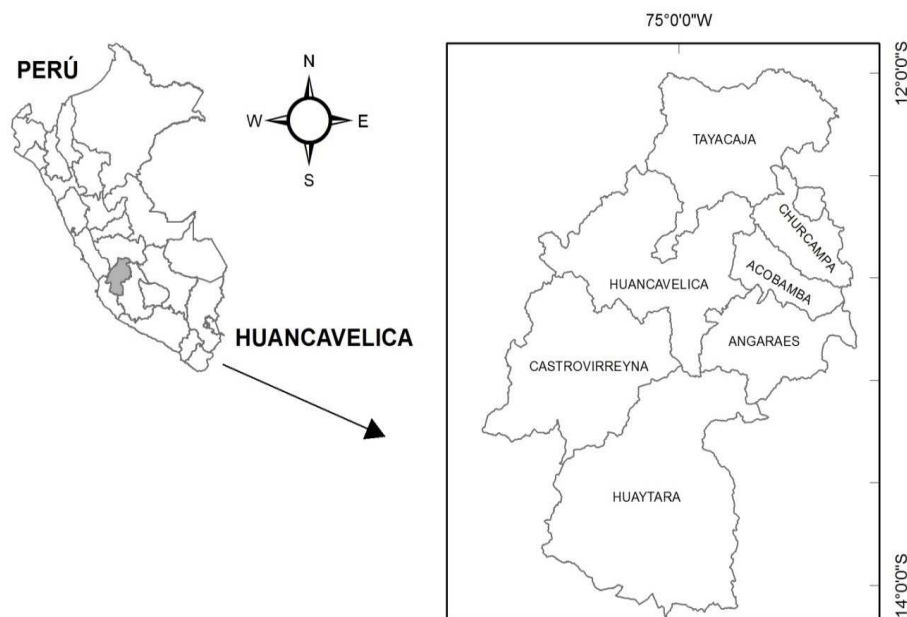 PERÚ
N
W
E
S
HUANCAVELICA
75°0'0"W
12°0'0"S
TAYACAJA
CHURCAMPA
HUANCAVELICA
ACOBAMBA
ANGARAES
CASTROVIRREYNA
HUAYTARA
14°0'0"S